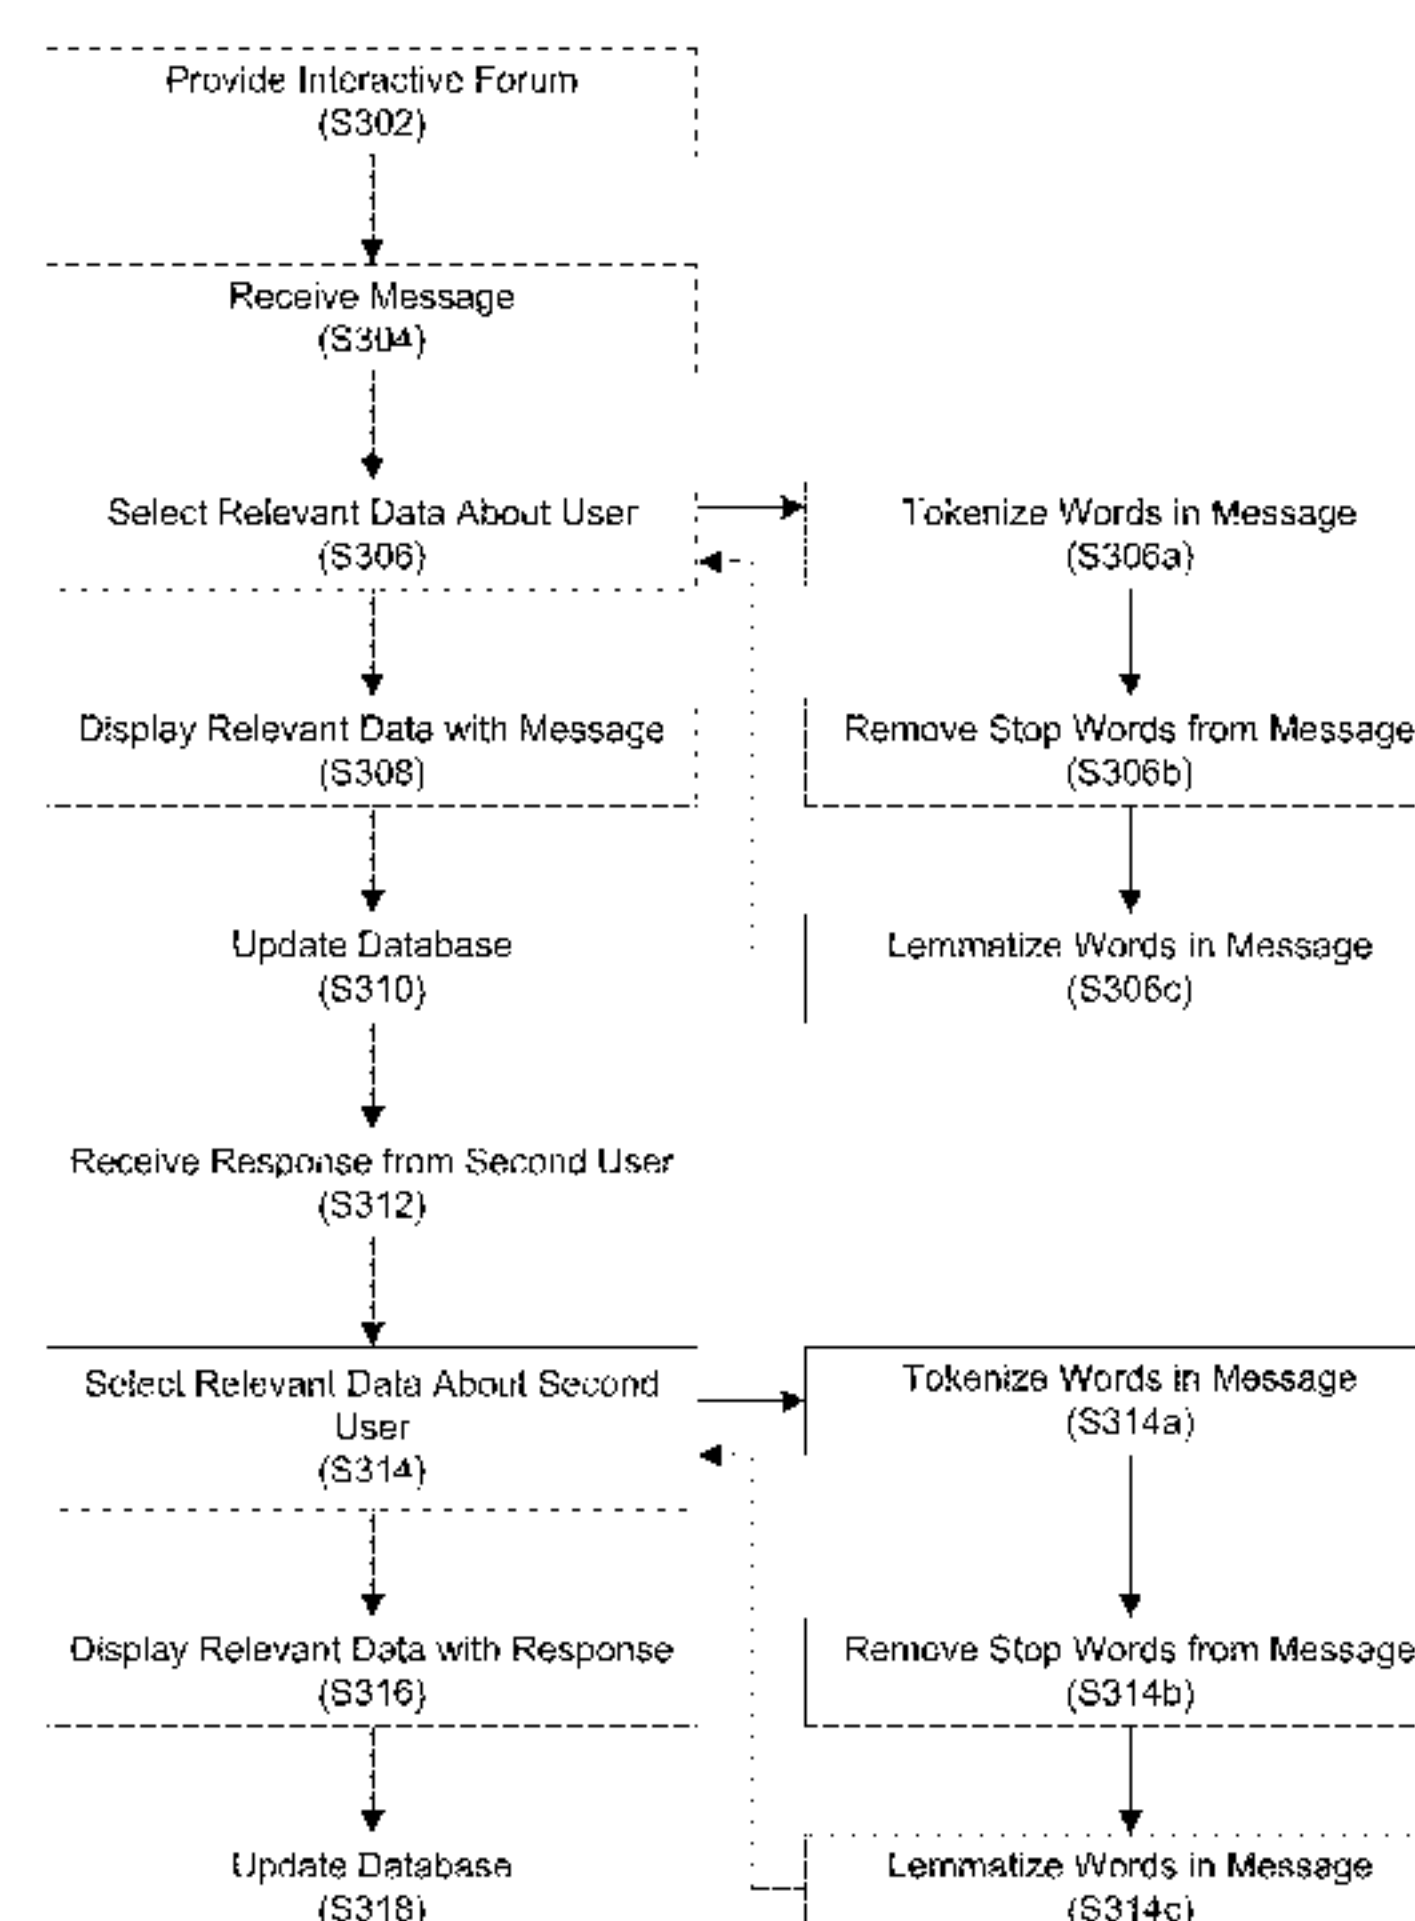 Provide Interactive Forum
(S302)
Receive Message
(S304)
Select Relevant Data About User
(S306)
Tokenize Words in Message
(S306a)
Display Relevant Data with Message
(S308)
Remove Stop Words from Message
(S306b)
Update Database
(S310)
Lemmatize Words in Message
(S306c)
Receive Response from Second User
(S312)
Select Relevant Data About Second
User
(S314)
Tokenize Words in Message
(S314a)
Display Relevant Data with Response
(S316)
Remove Stop Words from Message
(S314b)
Update Database
(S318)
Lemmatize Words in Message
(S314c)